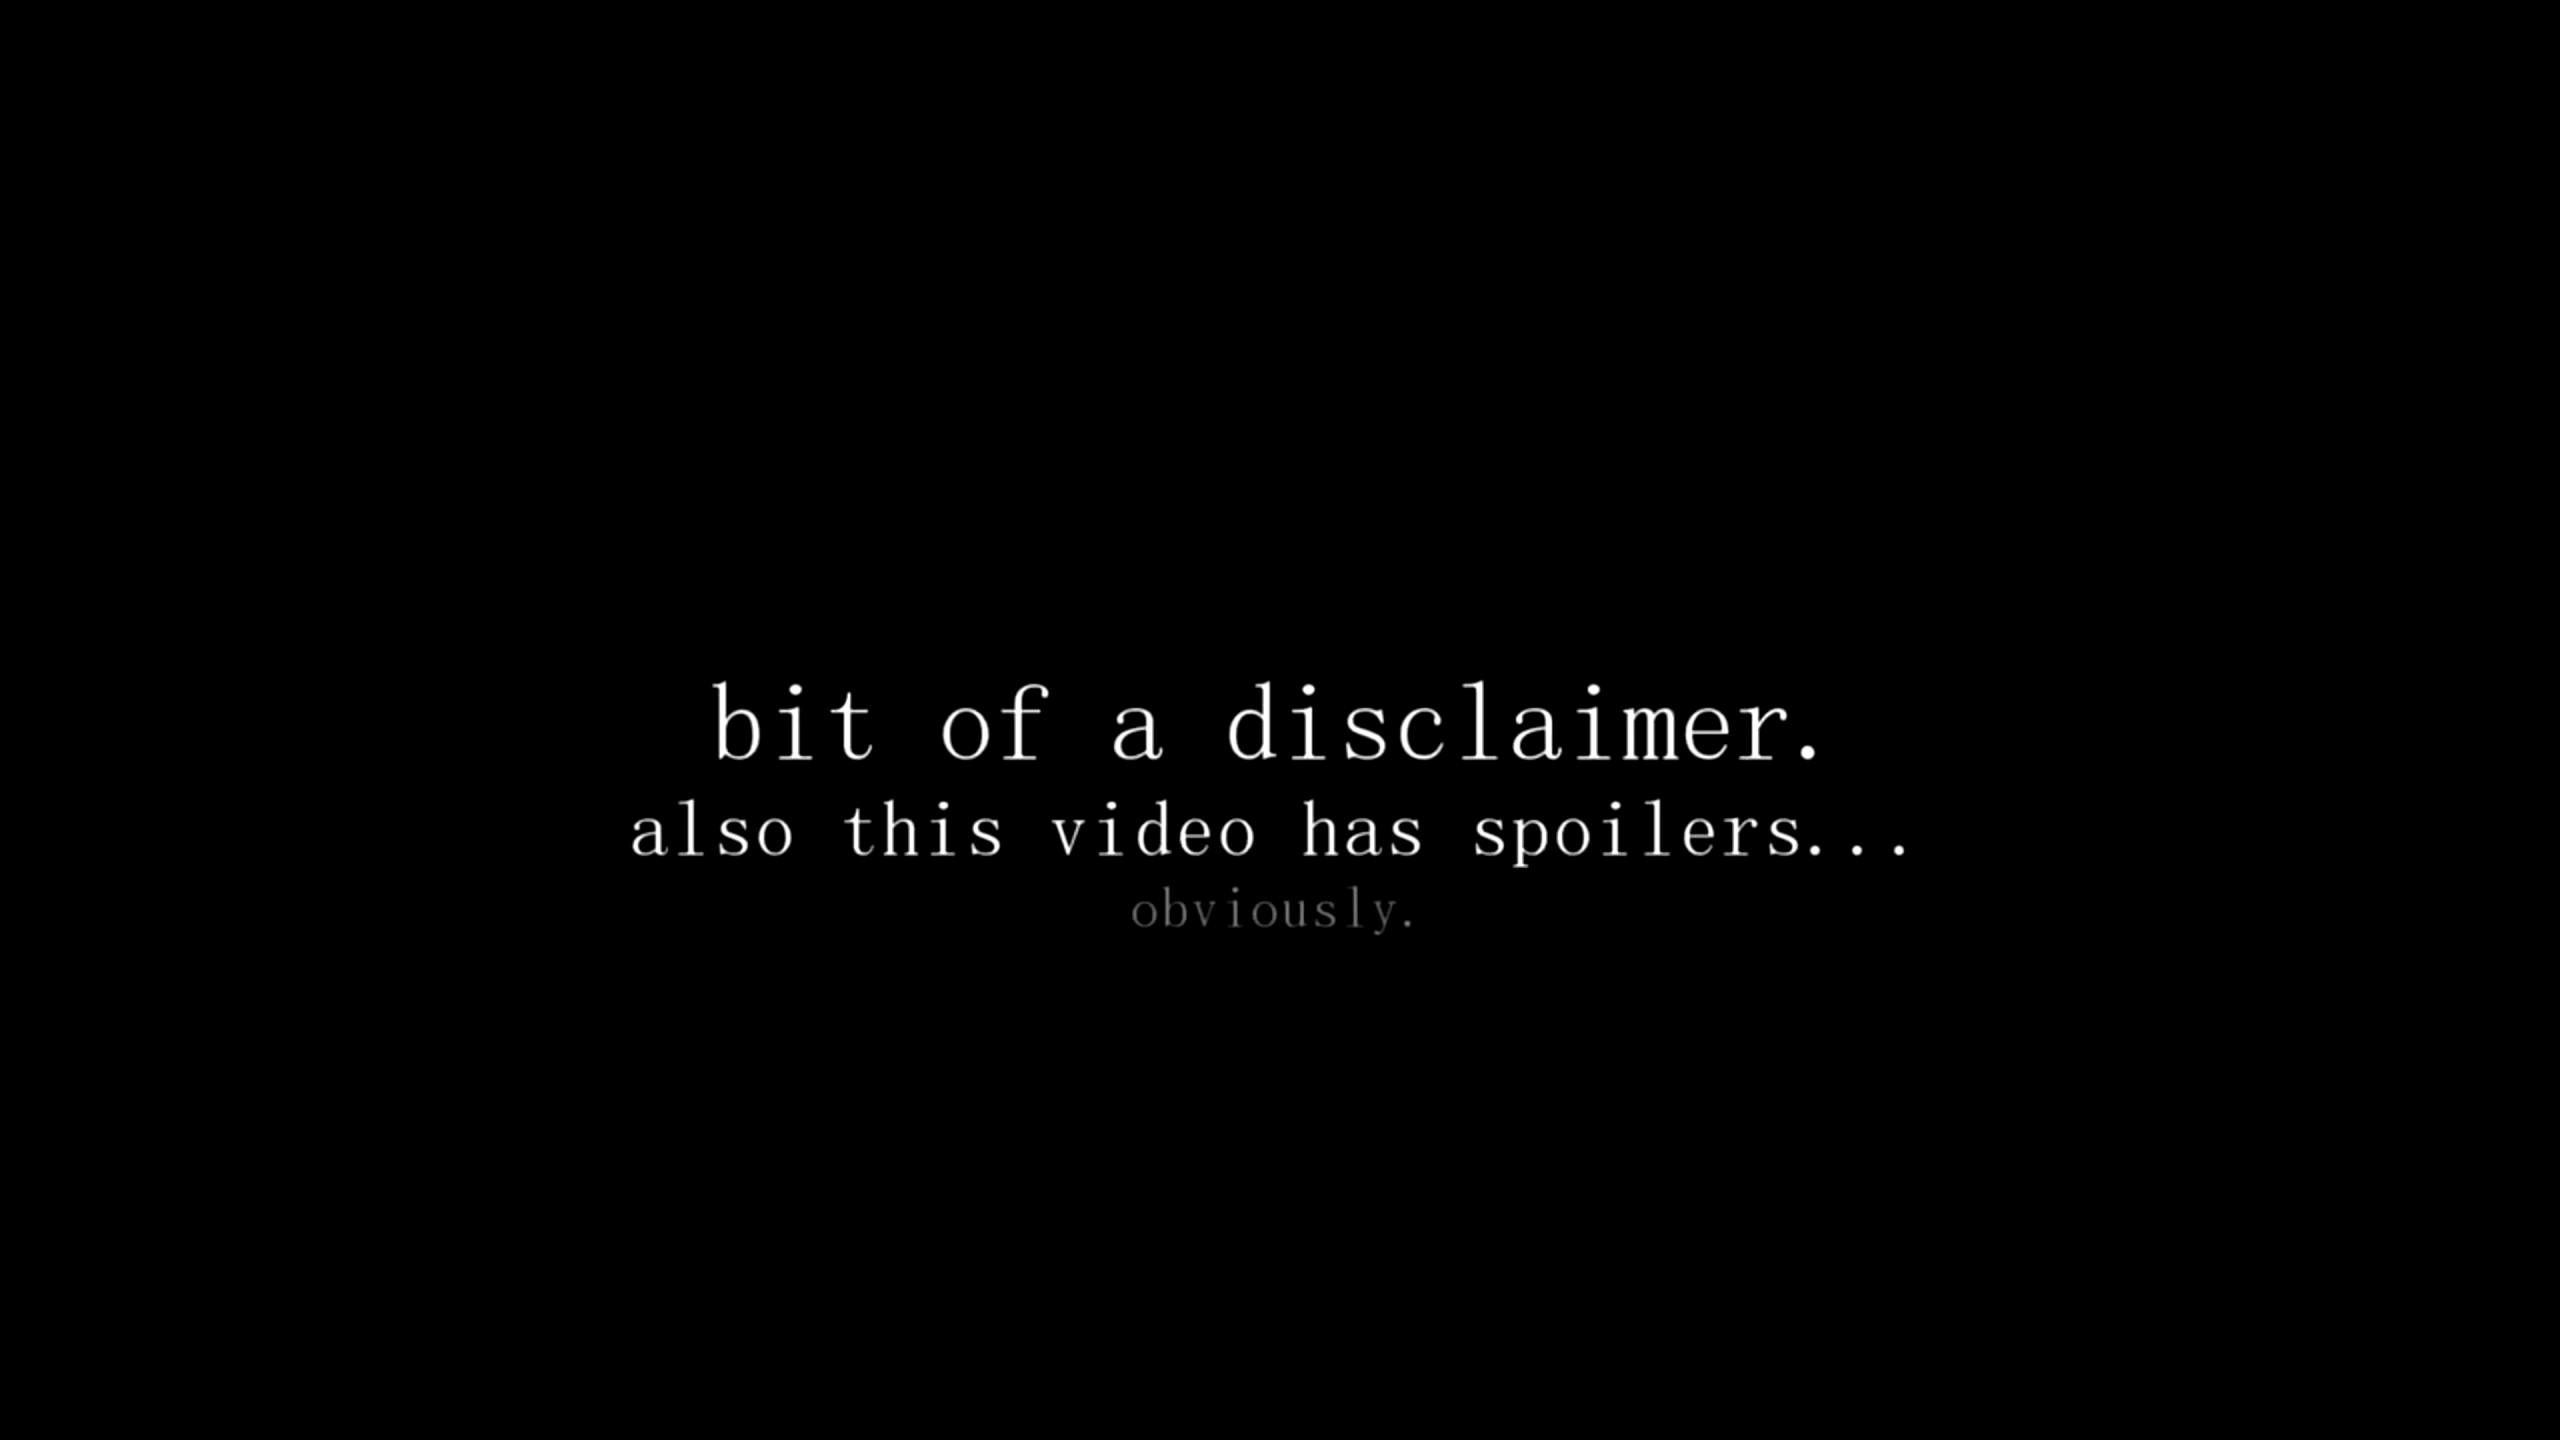 bit of a disclaimer.
also this video has spoilers...
obviously.